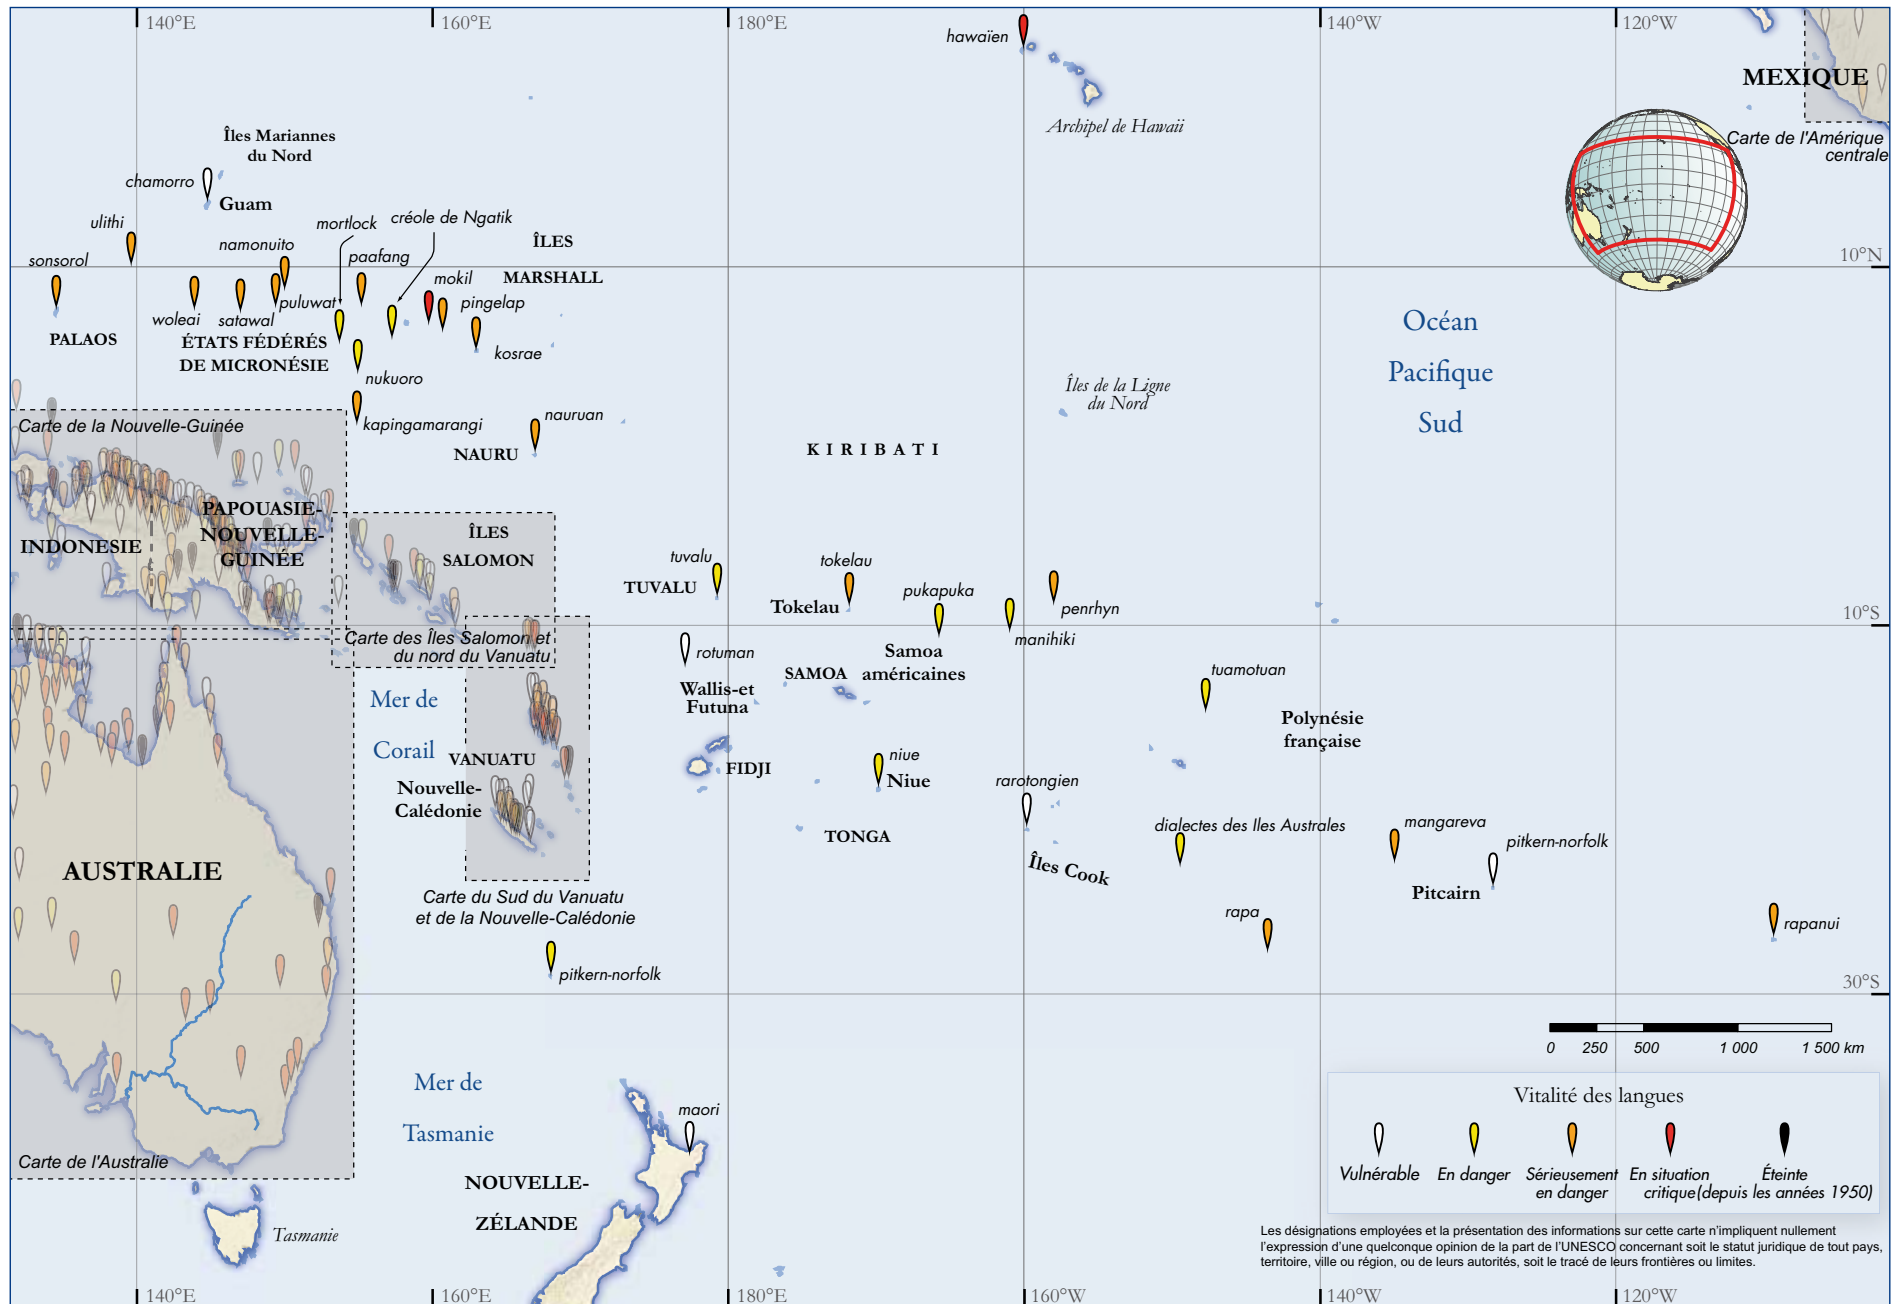 140°E
160°E
180°E
140°W
120°W
hawaïen
MEXIQUE
Archipel de Hawaii
Carte de l'Amérique
centrale
Îles Mariannes
du Nord
chamorro
Guam
ulithi
mortlock
créole de Ngatik
namonuito
ÎLES
MARSHALL
sonsorol
paafang
10°N
mokil
puluwat
pingelap
woleai
satawal
PALAOS
ÉTATS FÉDÉRÉS
DE MICRONÉSIE
kosrae
Océan
Pacifique
Sud
nukuoro
Îles de la Ligne
du Nord
kapingamarangi
nauruan
Carte de la Nouvelle-Guinée
NAURU
KIRIBATI
PAPOUASIE-
NOUVELLE-
GUINÉE
INDONESIE
ÎLES
SALOMON
tuvalu
TUVALU
tokelau
Tokelau
pukapuka
penrhyn
manihiki
10°S
Carte des Îles Salomon et
du nord du Vanuatu
rotuman
Samoa
américaines
SAMOA
Wallis-et
Futuna
tuamotuan
Mer de
Corail
Polynésie
française
VANUATU
FIDJI
niue
Niue
Nouvelle-
Calédonie
rarotongien
TONGA
dialectes des Iles Australes
mangareva
pitkern-norfolk
AUSTRALIE
Îles Cook
Pitcairn
Carte du Sud du Vanuatu
et de la Nouvelle-Calédonie
rapa
rapanui
pitkern-norfolk
30°S
0 250 500 1 000 1 500 km
Mer de
Tasmanie
maori
Carte de l'Australie
NOUVELLE-
ZÉLANDE
Tasmanie
Vitalité des langues
Vulnérable
En danger
Sérieusement
en danger
En situation
critique
Éteinte
(depuis les années 1950)
Les désignations employées et la présentation des informations sur cette carte n'impliquent nullement
l'expression d'une quelconque opinion de la part de l'UNESCO concernant soit le statut juridique de tout pays,
territoire, ville ou région, ou de leurs autorités, soit le tracé de leurs frontières ou limites.
140°E
160°E
180°E
160°W
140°W
120°W